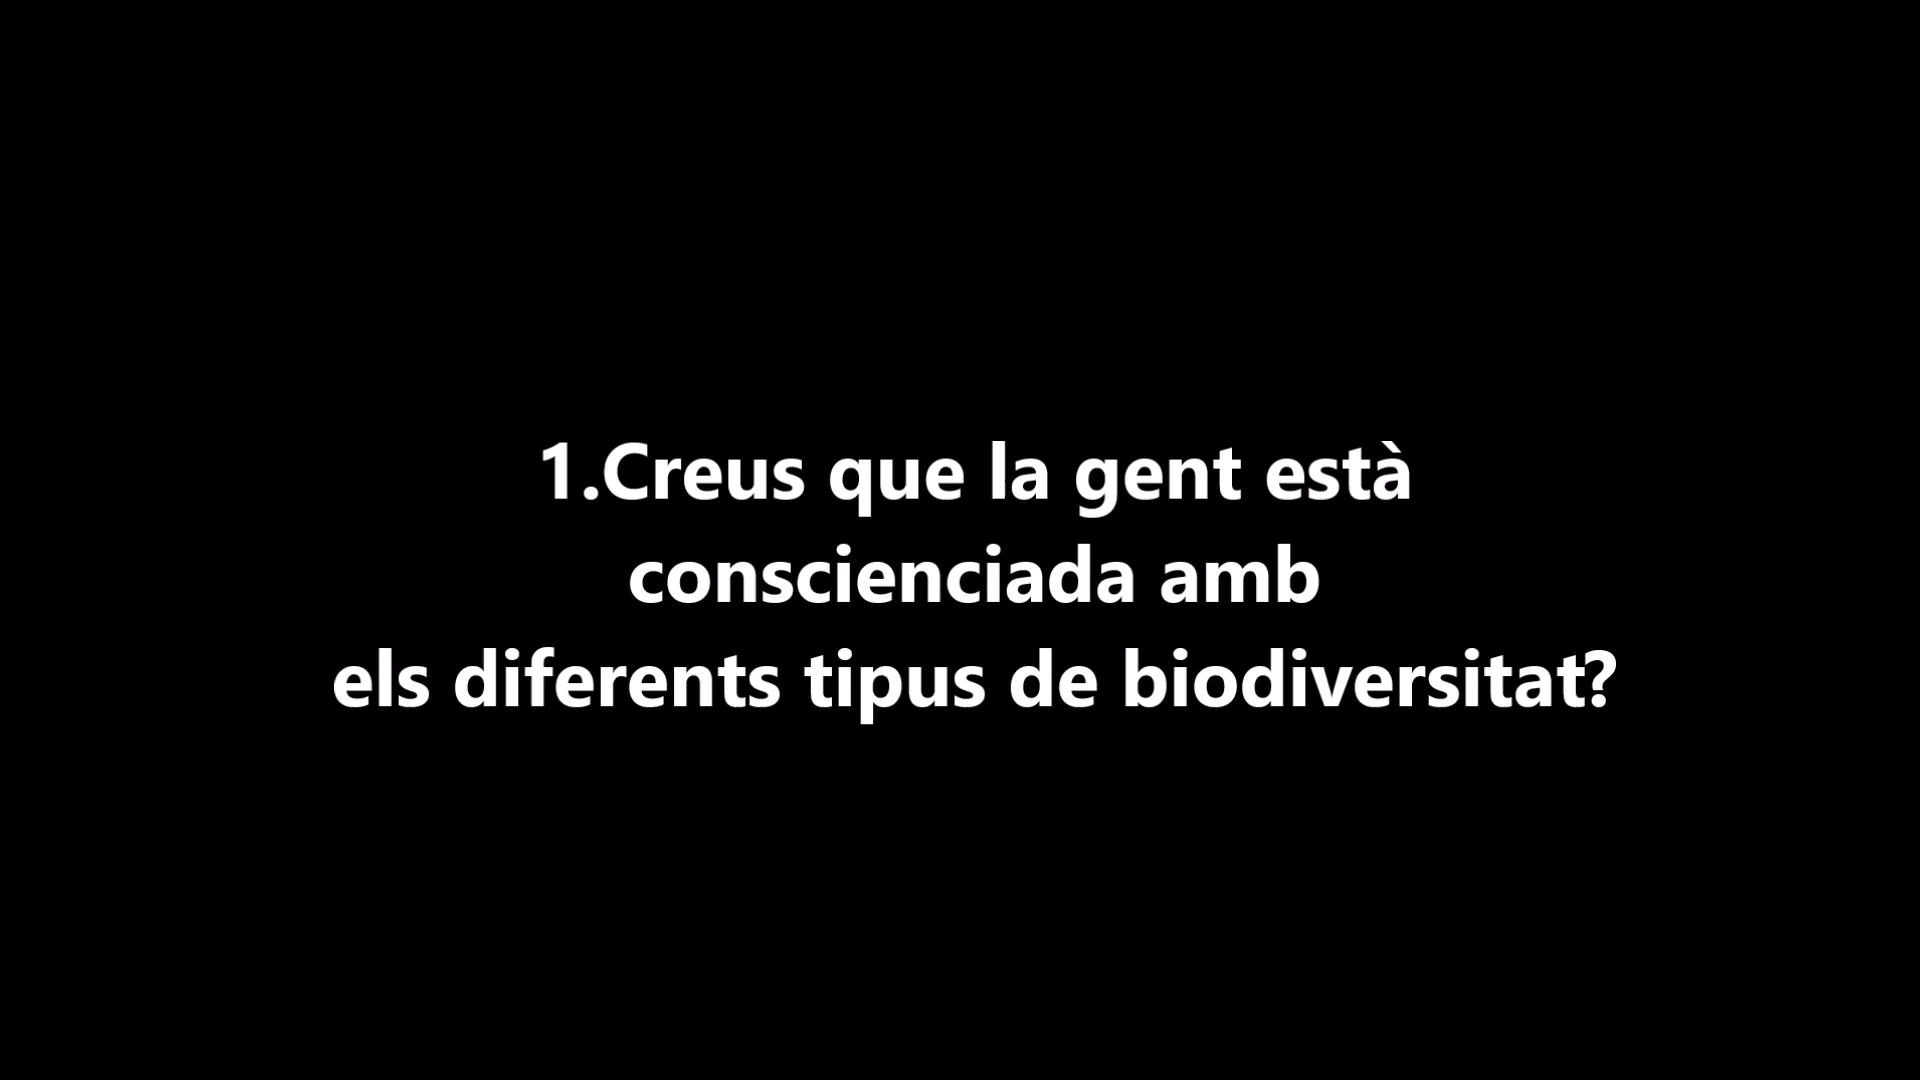 1.Creus que la gent està
conscienciada amb
els diferents tipus de biodiversitat?